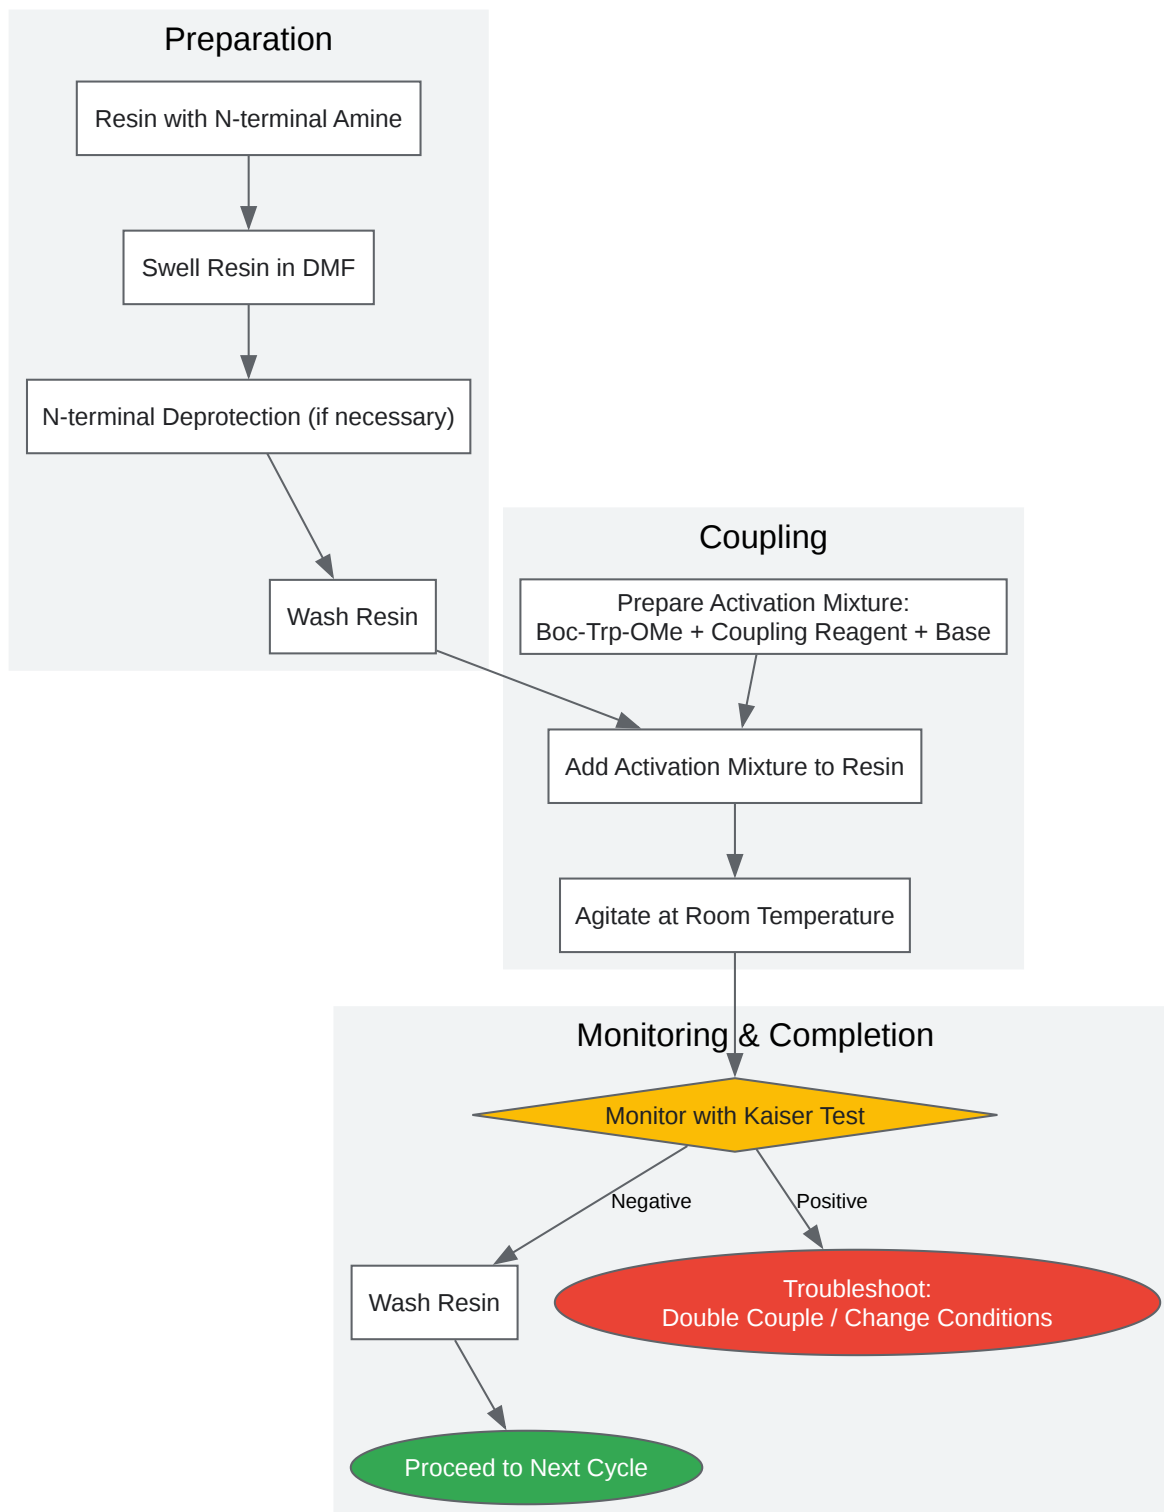 Preparation
Resin with N-terminal Amine
Swell Resin in DMF
N-terminal Deprotection (if necessary)
Wash Resin
Coupling
Prepare Activation Mixture:
Boc-Trp-OMe + Coupling Reagent + Base
Add Activation Mixture to Resin
Agitate at Room Temperature
Monitoring & Completion
Monitor with Kaiser Test
Negative
Positive
Wash Resin
Troubleshoot:
Double Couple / Change Conditions
Proceed to Next Cycle